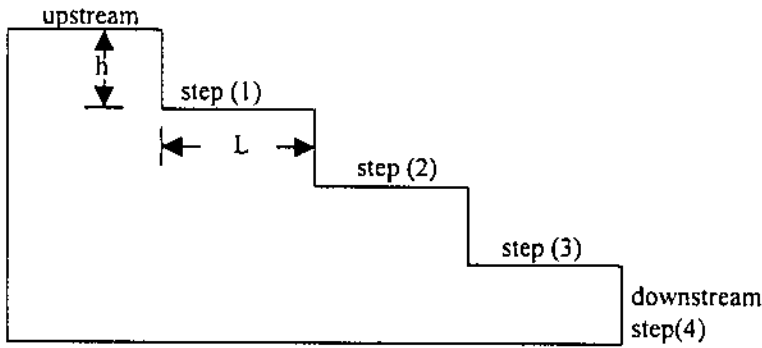 upstream
h
step (1)
L
step (2)
step (3)
downstream
step(4)